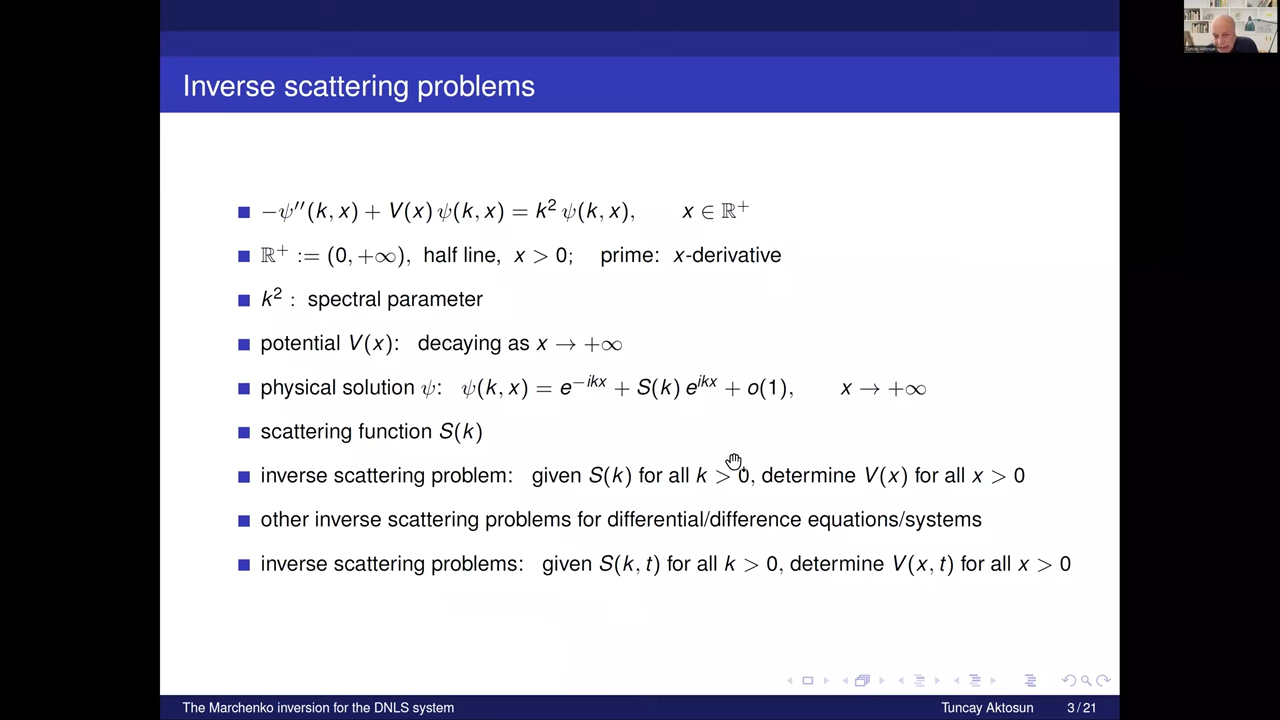 Inverse scattering problems
Tuncay Aktosun
−ψ′′(k, x) + V(x) ψ(k, x) = k² ψ(k, x), x ∈ ℝ⁺
ℝ⁺ := (0, +∞), half line, x > 0; prime: x-derivative
k² : spectral parameter
potential V(x): decaying as x → +∞
physical solution ψ: ψ(k, x) = e⁻ⁱᵏˣ + S(k) eⁱᵏˣ + o(1), x → +∞
scattering function S(k)
inverse scattering problem: given S(k) for all k > 0, determine V(x) for all x > 0
other inverse scattering problems for differential/difference equations/systems
inverse scattering problems: given S(k, t) for all k > 0, determine V(x, t) for all x > 0
The Marchenko inversion for the DNLS system Tuncay Aktosun 3 / 21